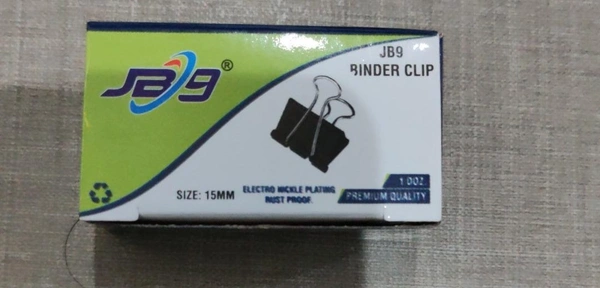 JB9®
JB9
BINDER CLIP
SIZE: 15MM
ELECTRO NICKLE PLATING
RUST PROOF
1 DOZ.
PREMIUM QUALITY